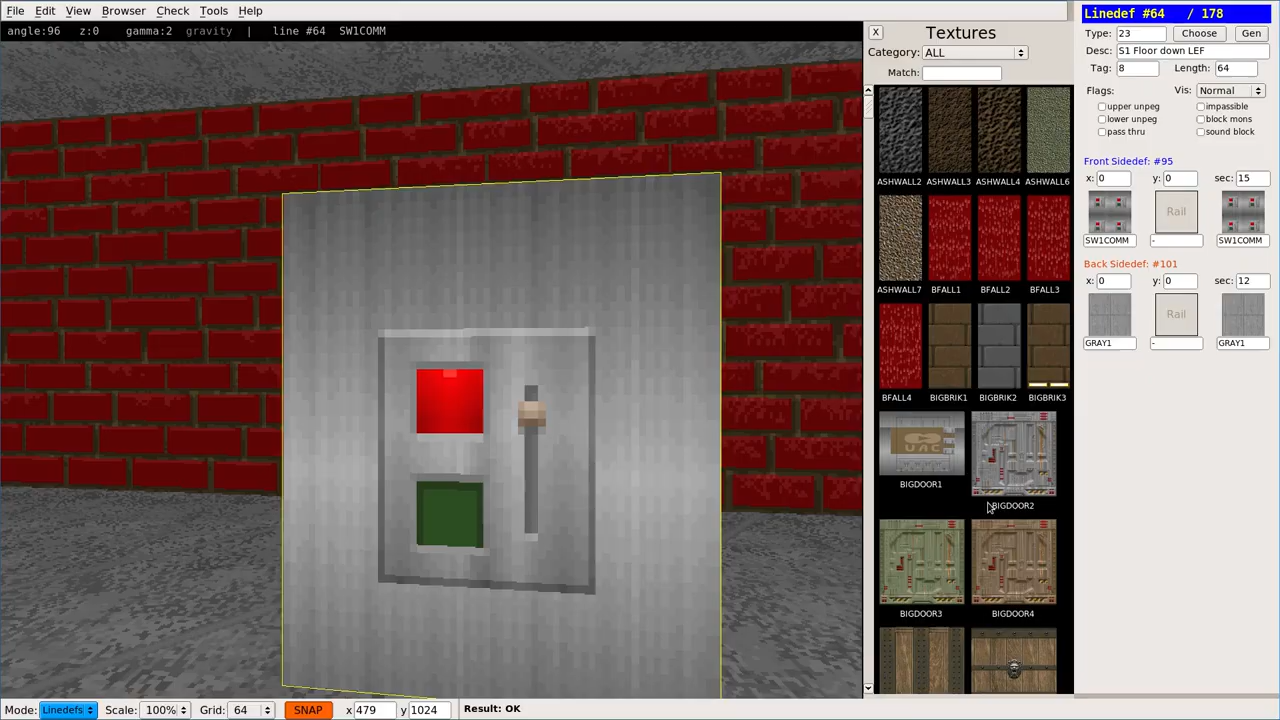 File Edit View Browser Check Tools Help
angle:96 z:0 gamma:2 gravity | line #64 SW1COMM
X Textures
Category: ALL
Match:
ASHWALL2 ASHWALL3 ASHWALL4 ASHWALL6
ASHWALL7 BFALL1 BFALL2 BFALL3
BFALL4 BIGBRIK1 BIGBRIK2 BIGBRIK3
UAC
BIGDOOR1 BIGDOOR2
BIGDOOR3 BIGDOOR4
Linedef #64 / 178
Type: 23 Choose Gen
Desc: S1 Floor down LEF
Tag: 8 Length: 64
Flags: Vis: Normal
upper unpeg impassible
lower unpeg block mons
pass thru sound block
Front Sidedef: #95
x: 0 y: 0 sec: 15
Rail
SW1COMM - SW1COMM
Back Sidedef: #101
x: 0 y: 0 sec: 12
Rail
GRAY1 - GRAY1
Mode: Linedefs Scale: 100% Grid: 64 SNAP x 479 y 1024 Result: OK